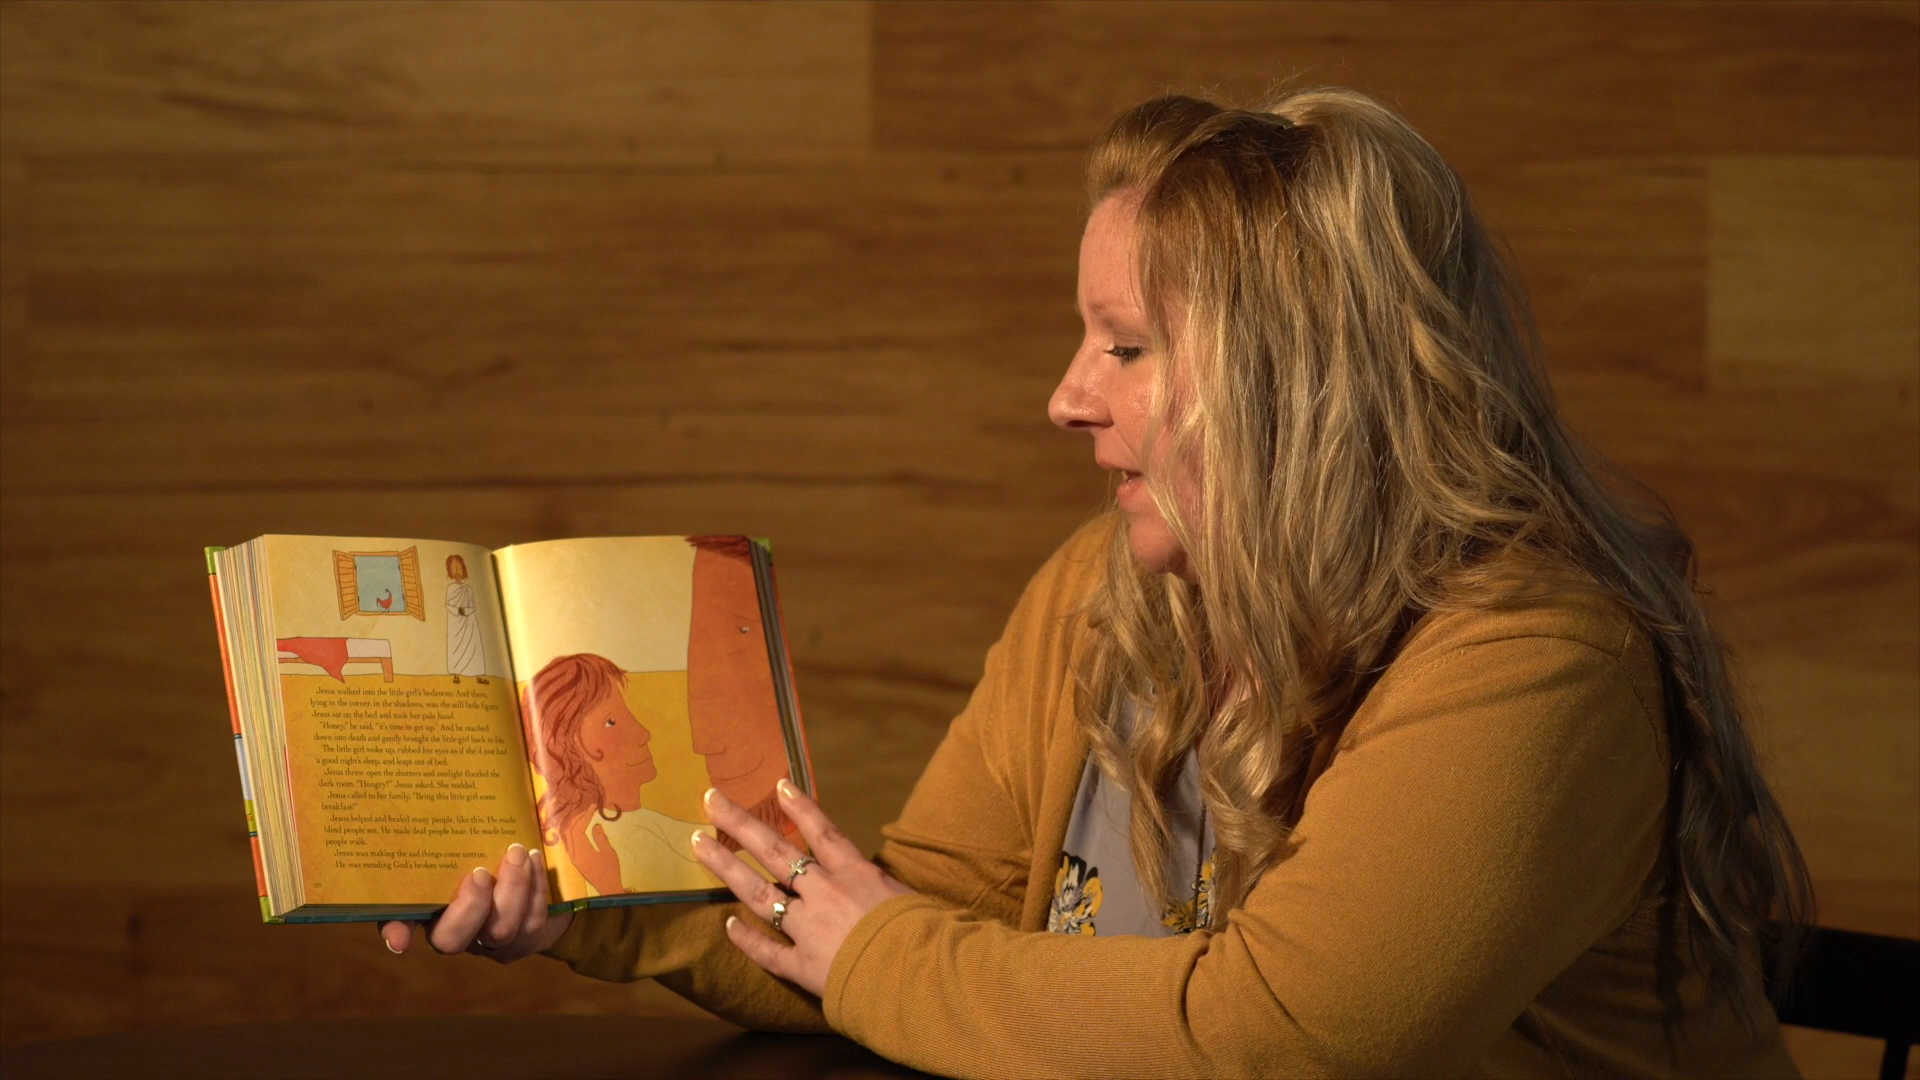 Jesus walked into the little girl's bedroom. And there,
lying in the corner, in the shadows, was the still little figure.
Jesus sat on the bed and took her pale hand.
"Honey," he said, "it's time to get up." And he reached
down into death and gently brought the little girl back to life.
The little girl woke up, rubbed her eyes as if she'd just had
a good night's sleep, and leapt out of bed.
Jesus threw open the shutters and sunlight flooded the
dark room. "Hungry?" Jesus asked. She nodded.
Jesus called to her family, "Bring this little girl some
breakfast!"
Jesus helped and healed many people, like this. He made
blind people see. He made deaf people hear. He made lame
people walk.
Jesus was making the sad things come untrue.
He was mending God's broken world.